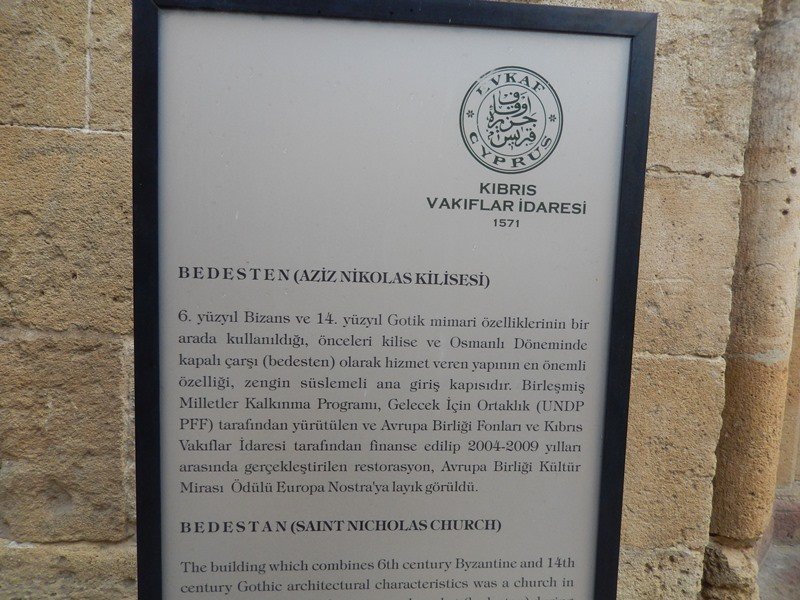 EVKAF
اوقاف
جزيرة
قبريس
CYPRUS
KIBRIS
VAKIFLAR İDARESİ
1571
BEDESTEN (AZİZ NİKOLAS KİLİSESİ)
6. yüzyıl Bizans ve 14. yüzyıl Gotik mimari özelliklerinin bir
arada kullanıldığı, önceleri kilise ve Osmanlı Döneminde
kapalı çarşı (bedesten) olarak hizmet veren yapının en önemli
özelliği, zengin süslemeli ana giriş kapısıdır. Birleşmiş
Milletler Kalkınma Programı, Gelecek İçin Ortaklık (UNDP
PFF) tarafından yürütülen ve Avrupa Birliği Fonları ve Kıbrıs
Vakıflar İdaresi tarafından finanse edilip 2004-2009 yılları
arasında gerçekleştirilen restorasyon, Avrupa Birliği Kültür
Mirası Ödülü Europa Nostra'ya layık görüldü.
BEDESTAN (SAINT NICHOLAS CHURCH)
The building which combines 6th century Byzantine and 14th
century Gothic architectural characteristics was a church in